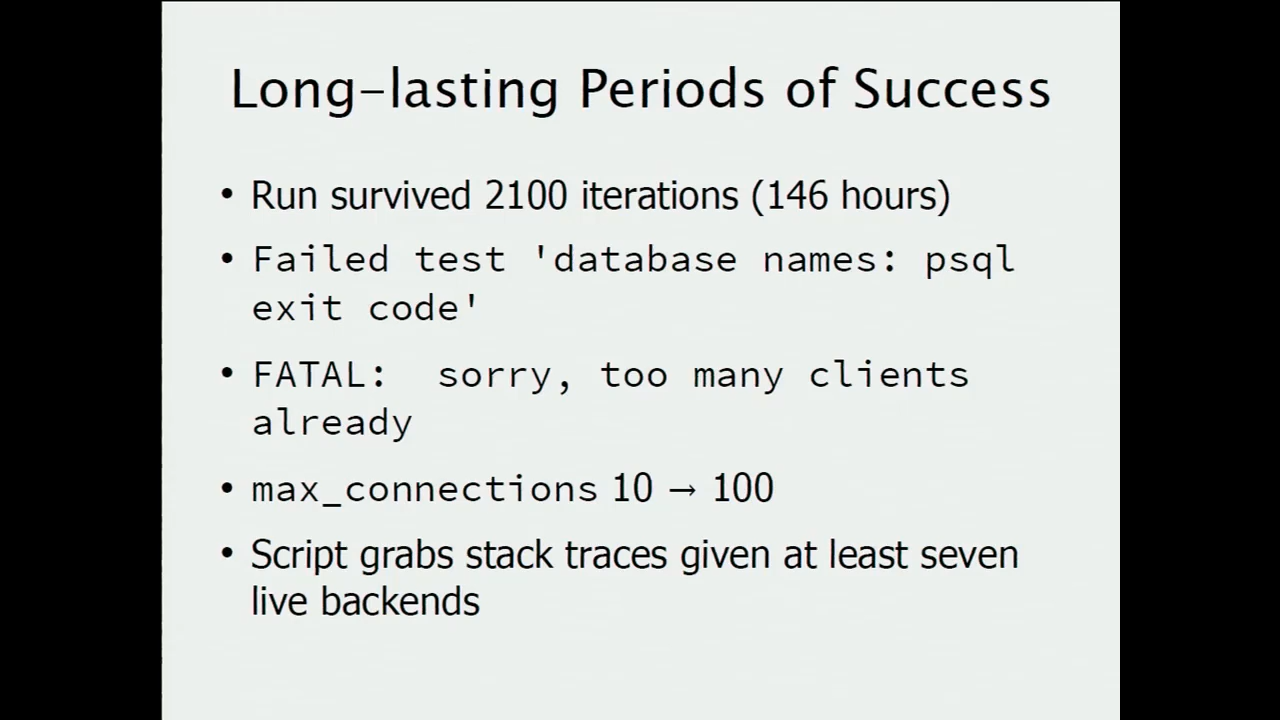 Long-lasting Periods of Success
• Run survived 2100 iterations (146 hours)
• Failed test 'database names: psql
exit code'
• FATAL:  sorry, too many clients
already
• max_connections 10 → 100
• Script grabs stack traces given at least seven
live backends